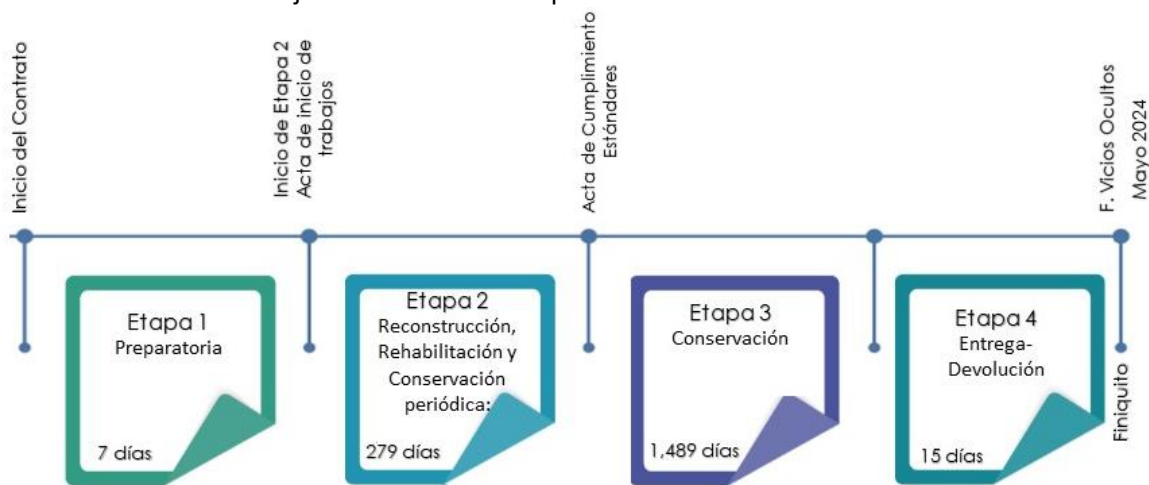 Inicio del Contrato
Inicio de Etapa 2
Acta de inicio de
trabajos
Acta de Cumplimiento
Estándares
F. Vicios Ocultos
Mayo 2024
Etapa 1
Preparatoria
7 días
Etapa 2
Reconstrucción,
Rehabilitación y
Conservación
periódica:
279 días
Etapa 3
Conservación
1,489 días
Etapa 4
Entrega-
Devolución
15 días
Finiquito